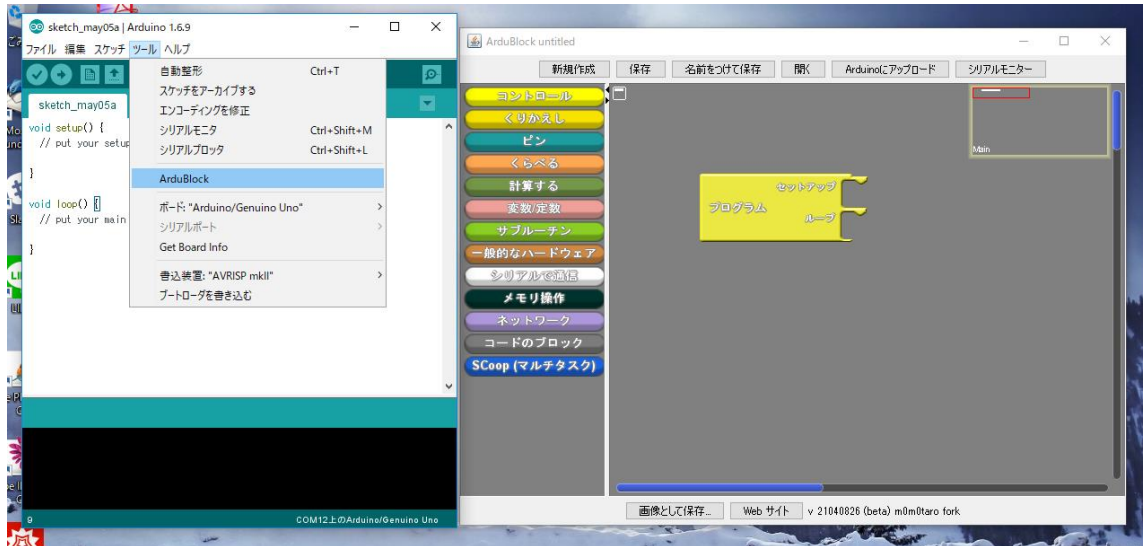 sketch_may05a | Arduino 1.6.9
ファイル 編集 スケッチ ツール ヘルプ
sketch_may05a
void setup() {
// put your setup
}
void loop() {
// put your main
}
自動整形 Ctrl+T
スケッチをアーカイブする
エンコーディングを修正
シリアルモニタ Ctrl+Shift+M
シリアルプロッタ Ctrl+Shift+L
ArduBlock
ボード: "Arduino/Genuino Uno"
シリアルポート
Get Board Info
書込装置: "AVRISP mkII"
ブートローダを書き込む
9 COM12上のArduino/Genuino Uno
ArduBlock untitled
新規作成 保存 名前をつけて保存 開く Arduinoにアップロード シリアルモニター
コントロール
くりかえし
ピン
くらべる
計算する
変数/定数
サブルーチン
一般的なハードウェア
シリアルで通信
メモリ操作
ネットワーク
コードのブロック
SCoop (マルチタスク)
セットアップ
プログラム
ループ
Main
画像として保存... Web サイト v 21040826 (beta) m0m0taro fork